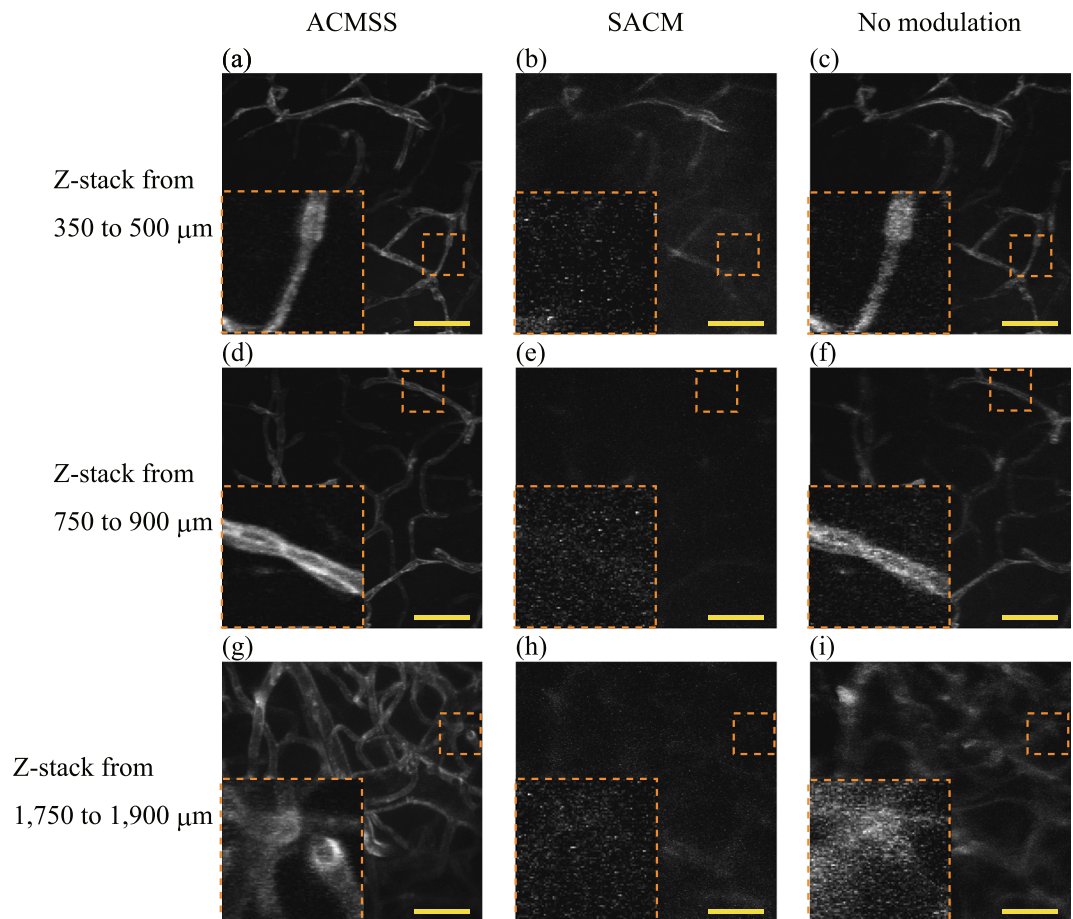 ACMSS SACM No modulation
(a) (b) (c)
Z-stack from
350 to 500 μm
(d) (e) (f)
Z-stack from
750 to 900 μm
(g) (h) (i)
Z-stack from
1,750 to 1,900 μm